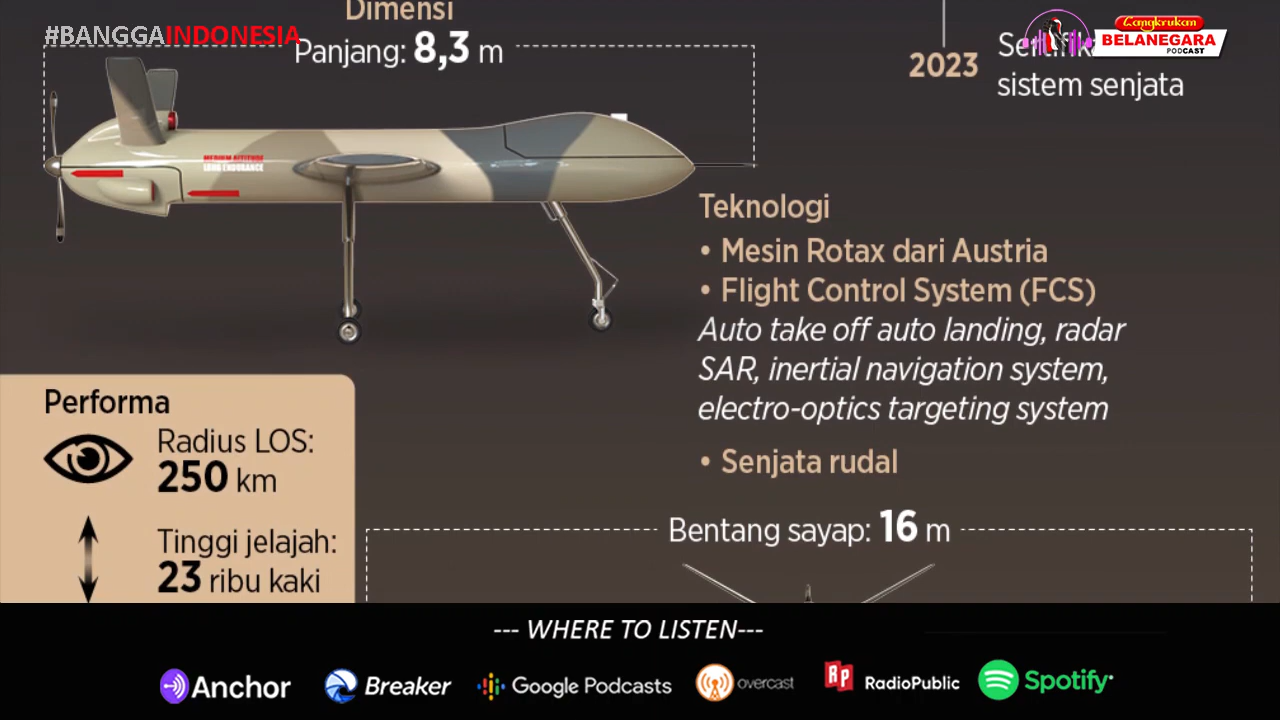 #BANGGAINDONESIA
Dimensi
Panjang: 8,3 m
Cangkrukan
BELANEGARA
PODCAST
2023
sistem senjata
MEDIUM ALTITUDE
LONG ENDURANCE
Teknologi
• Mesin Rotax dari Austria
• Flight Control System (FCS)
Auto take off auto landing, radar
SAR, inertial navigation system,
electro-optics targeting system
• Senjata rudal
Performa
Radius LOS:
250 km
Tinggi jelajah:
23 ribu kaki
Bentang sayap: 16 m
--- WHERE TO LISTEN---
Anchor
Breaker
Google Podcasts
overcast
RP RadioPublic
Spotify